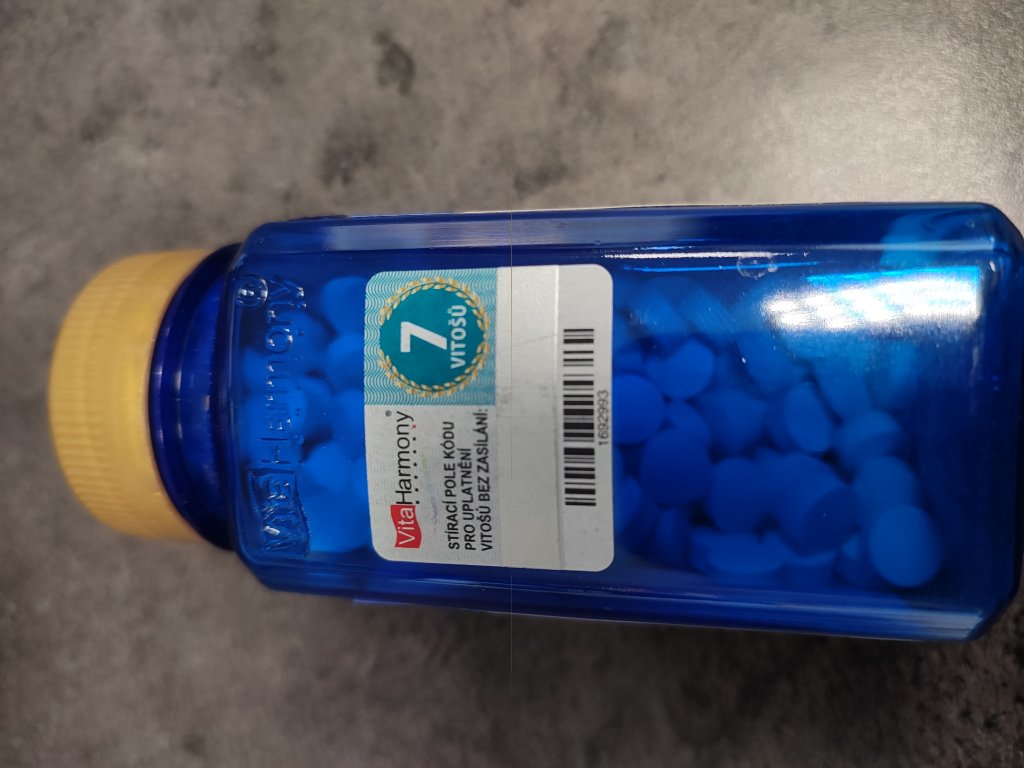 VitaHarmony
7
VITOŠŮ
VitaHarmony®
STÍRACÍ POLE KÓDU
PRO UPLATNĚNÍ
VITOŠŮ BEZ ZASÍLÁNÍ:
1692993